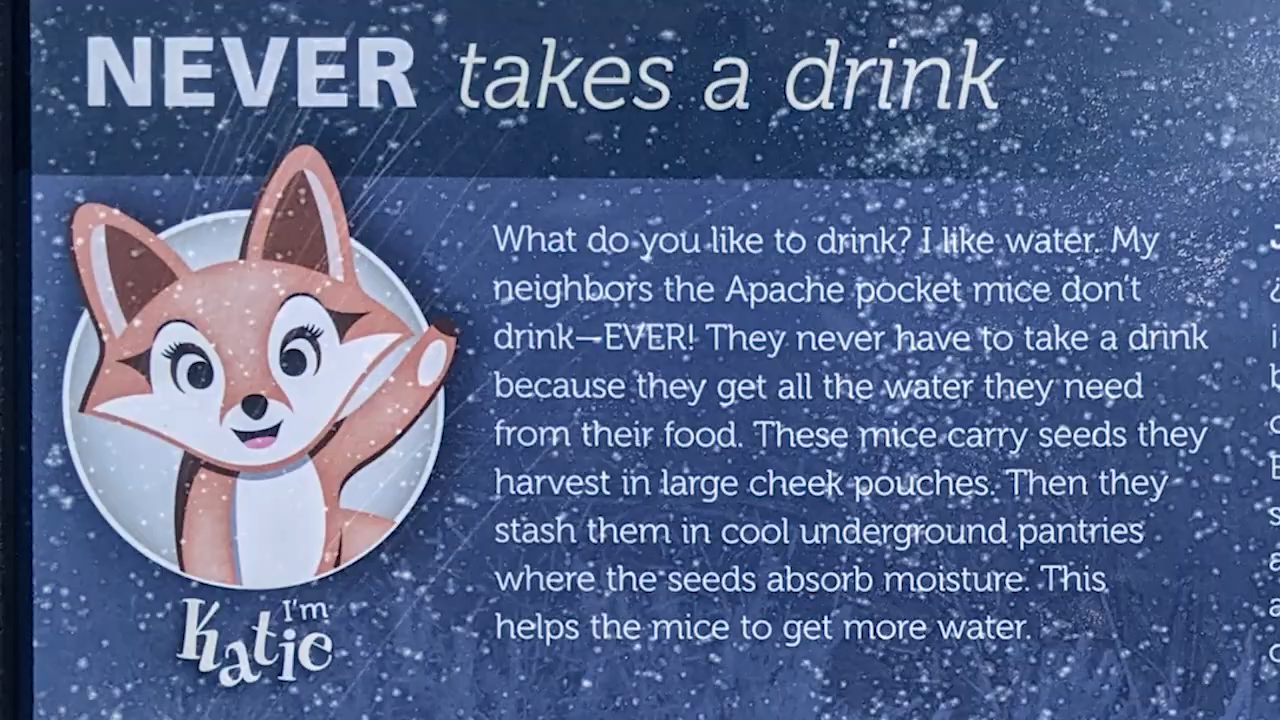 NEVER takes a drink
What do you like to drink? I like water. My
neighbors the Apache pocket mice don't
drink—EVER! They never have to take a drink
because they get all the water they need
from their food. These mice carry seeds they
harvest in large cheek pouches. Then they
stash them in cool underground pantries
where the seeds absorb moisture. This
helps the mice to get more water.
I'm
Katie